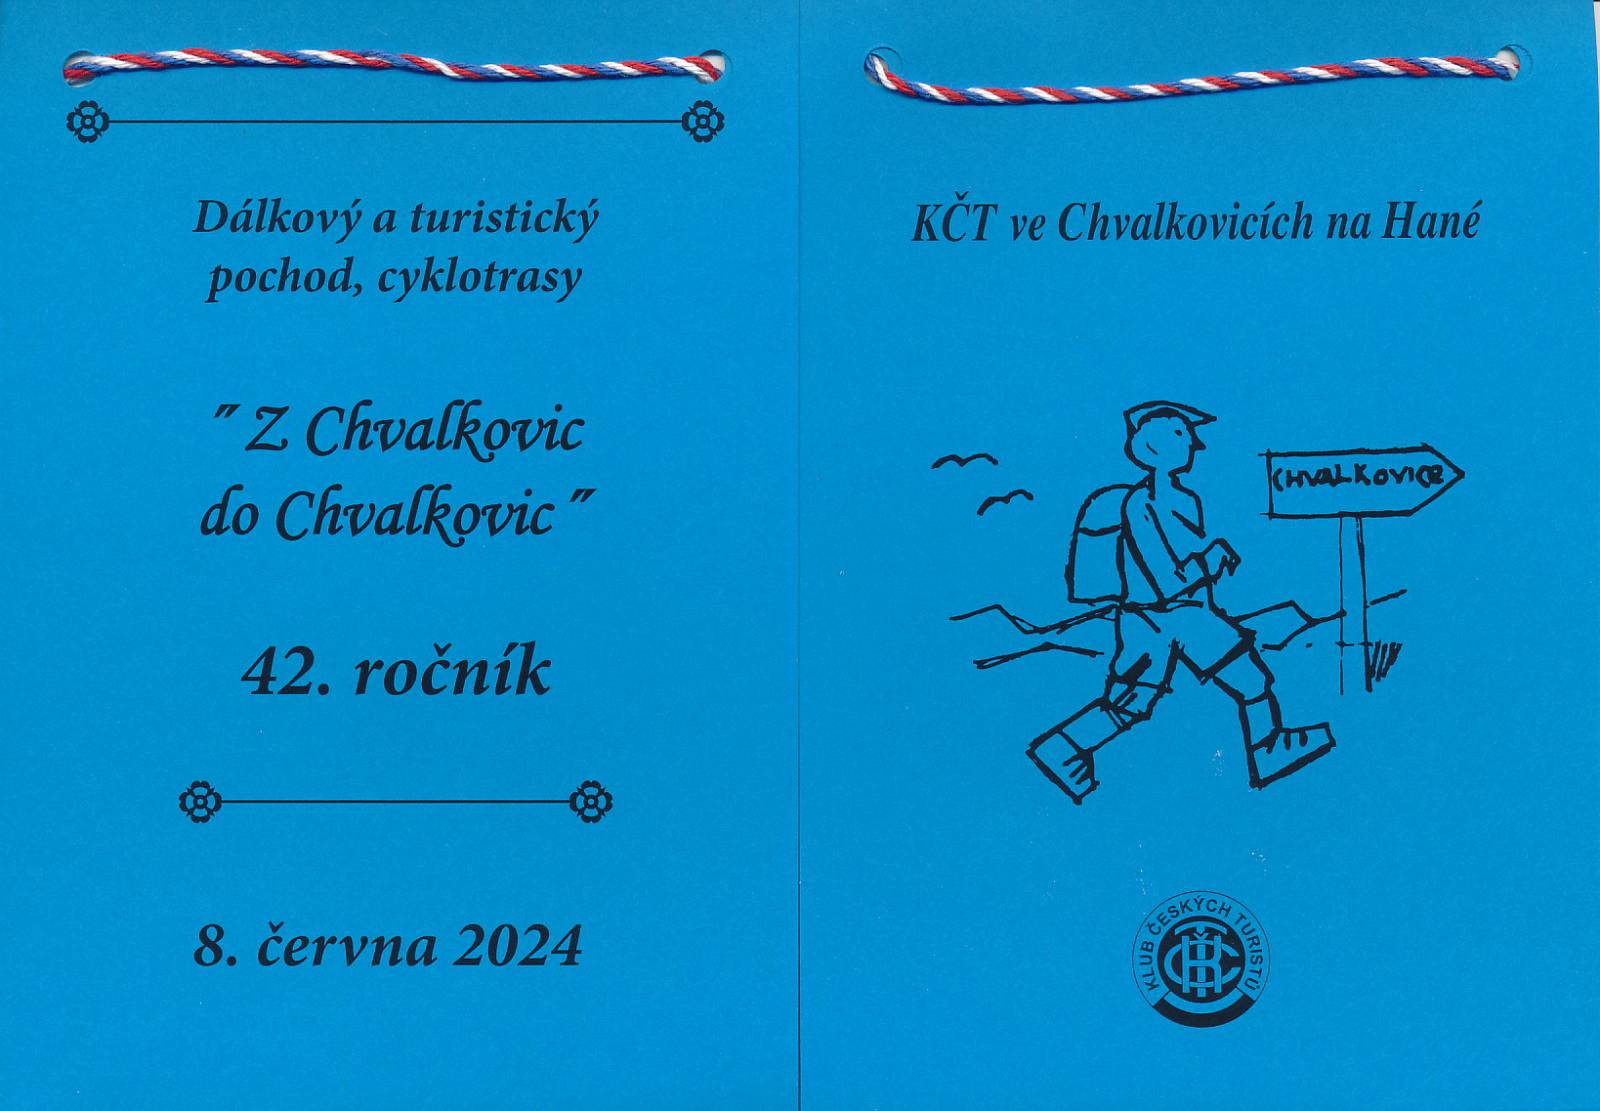 Dálkový a turistický
pochod, cyklotrasy
" Z Chvalkovic
do Chvalkovic "
42. ročník
8. června 2024
KČT ve Chvalkovicích na Hané
CHVALKOVICE
KLUB ČESKÝCH TURISTŮ
KČT